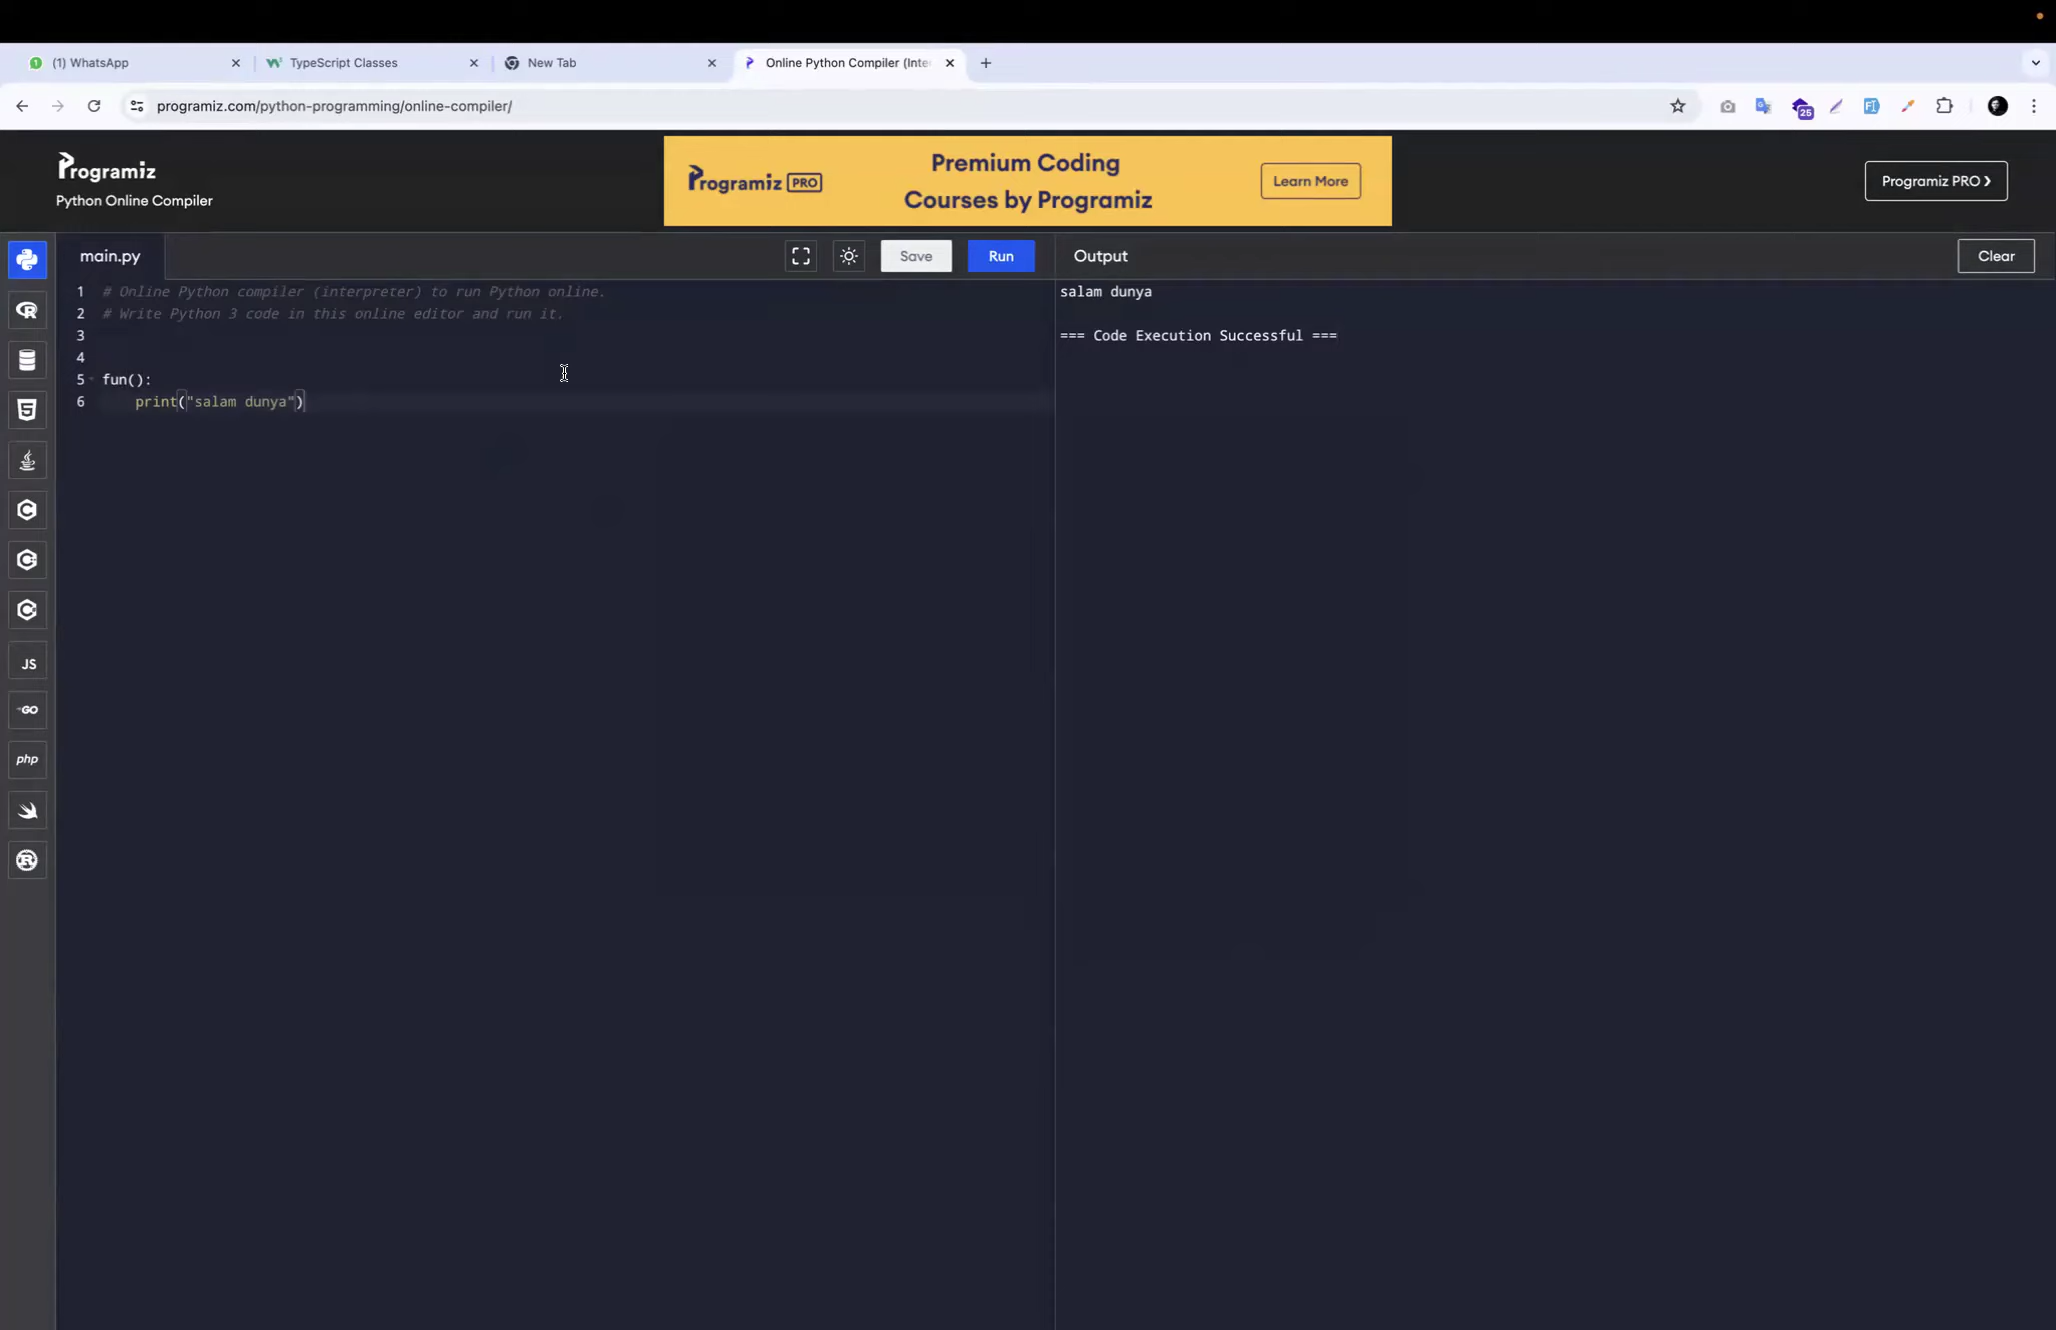 (1) WhatsApp
TypeScript Classes
New Tab
Online Python Compiler (Inte
programiz.com/python-programming/online-compiler/
25
Programiz
Python Online Compiler
Programiz PRO
Premium Coding
Courses by Programiz
Learn More
Programiz PRO ❯
main.py
Save
Run
Output
Clear
1 # Online Python compiler (interpreter) to run Python online.
2 # Write Python 3 code in this online editor and run it.
3
4
5 fun():
6     print("salam dunya")
salam dunya
=== Code Execution Successful ===
JS
GO
php